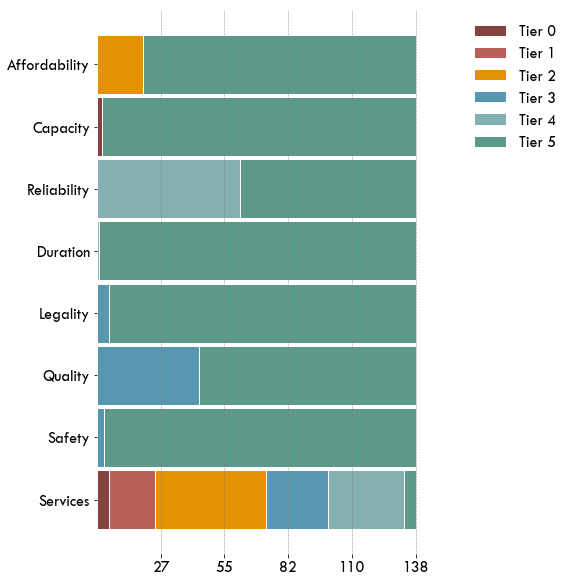 Tier 0
Tier 1
Tier 2
Tier 3
Tier 4
Tier 5
Affordability
Capacity
Reliability
Duration
Legality
Quality
Safety
Services
27 55 82 110 138